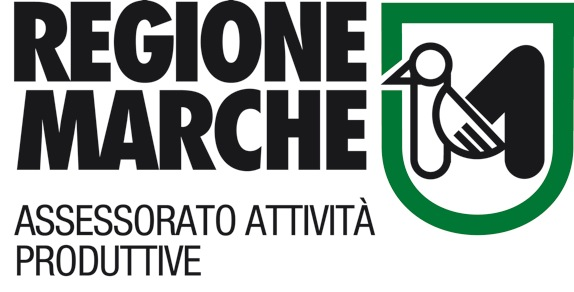 REGIONE
MARCHE
ASSESSORATO ATTIVITÀ
PRODUTTIVE